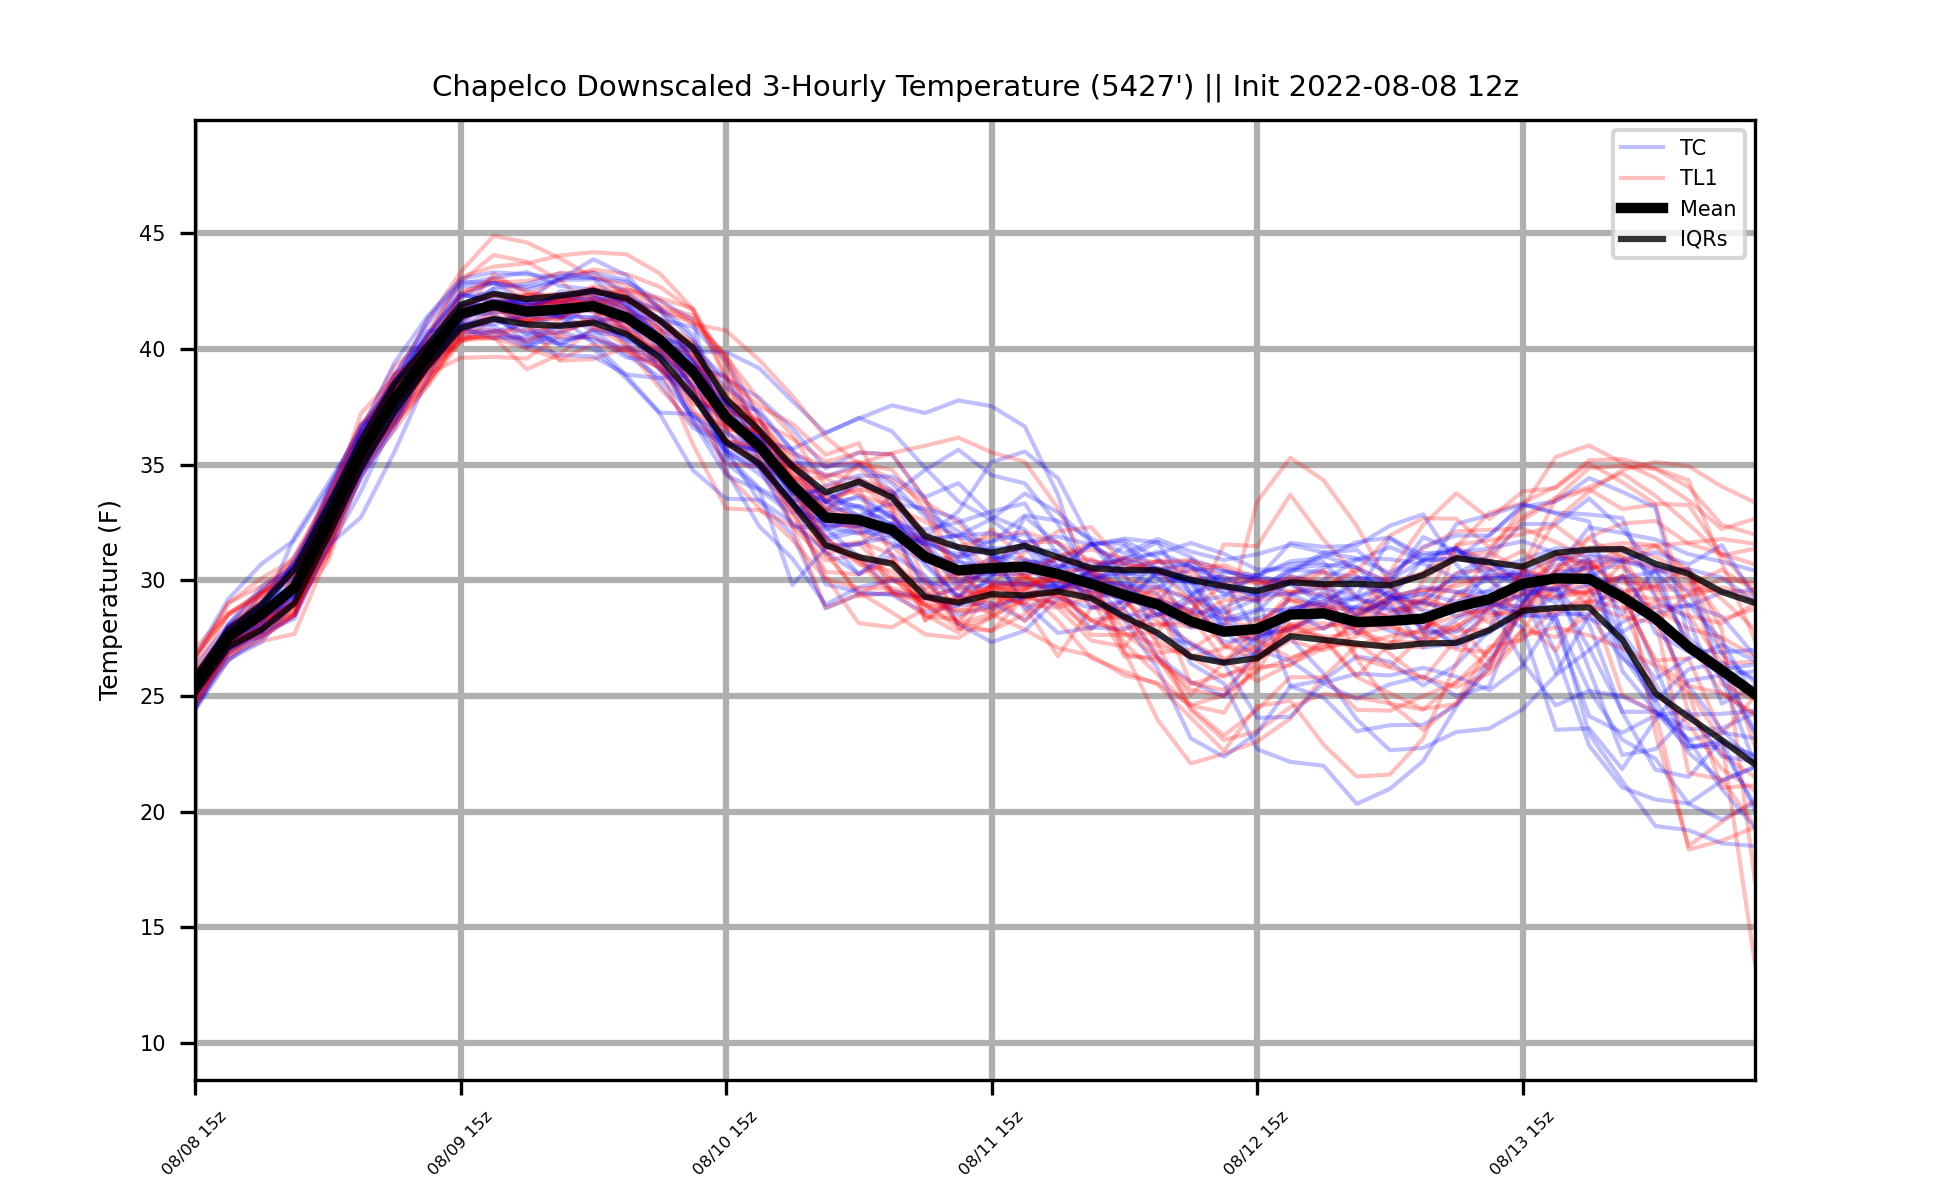 Chapelco Downscaled 3-Hourly Temperature (5427') || Init 2022-08-08 12z
TC
TL1
Mean
IQRs
Temperature (F)
45
40
35
30
25
20
15
10
08/08 15z
08/09 15z
08/10 15z
08/11 15z
08/12 15z
08/13 15z